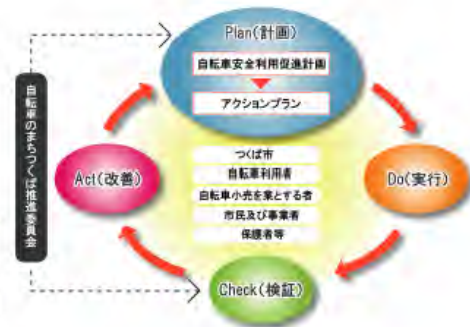 Plan(計画)
自転車安全利用促進計画
アクションプラン
自転車のまちつくば推進委員会
Act(改善)
つくば市
自転車利用者
自転車小売を業とする者
市民及び事業者
保護者等
Do(実行)
Check(検証)